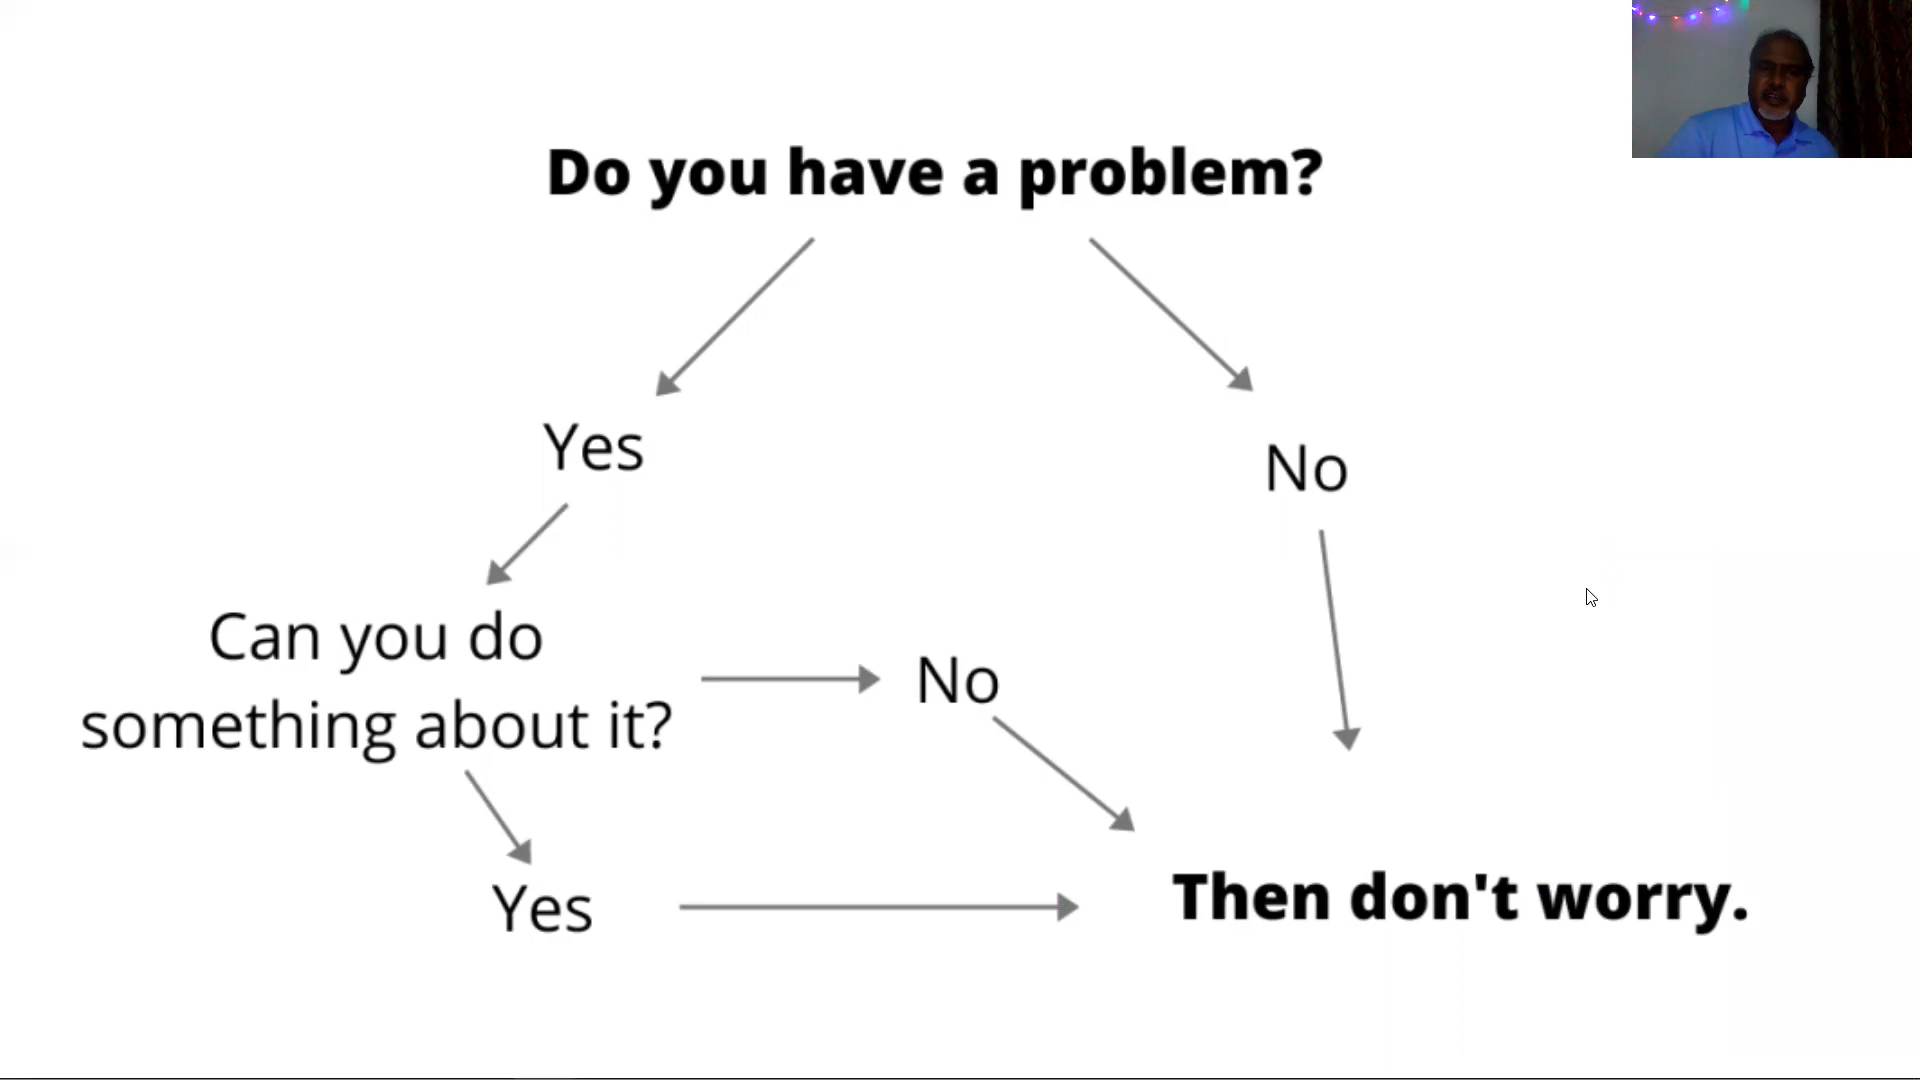 Do you have a problem?
Yes
No
Can you do
something about it?
No
Yes
Then don't worry.